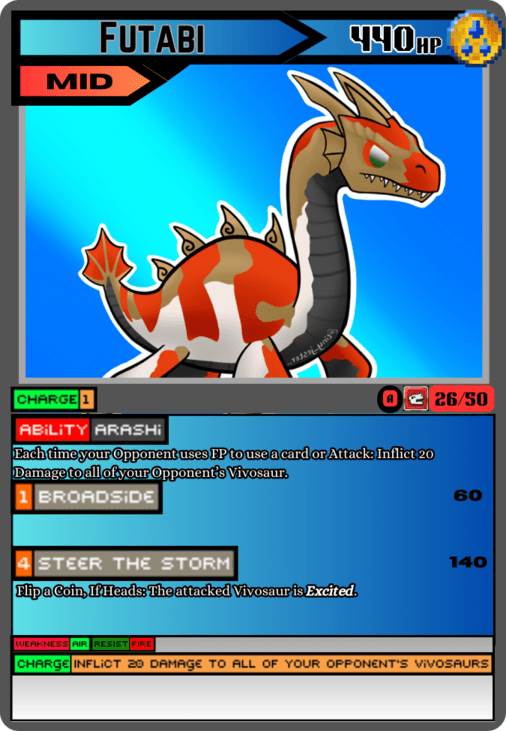 FUTABI
440HP
MID
@tiny_jester_
CHARGE 1
A 26/50
ABILITY ARASHI
Each time your Opponent uses FP to use a card or Attack: Inflict 20
Damage to all of your Opponent's Vivosaur.
1 BROADSIDE 60
4 STEER THE STORM 140
Flip a Coin, If Heads: The attacked Vivosaur is Excited.
WEAKNESS AIR RESIST FIRE
CHARGE INFLICT 20 DAMAGE TO ALL OF YOUR OPPONENT'S VIVOSAURS